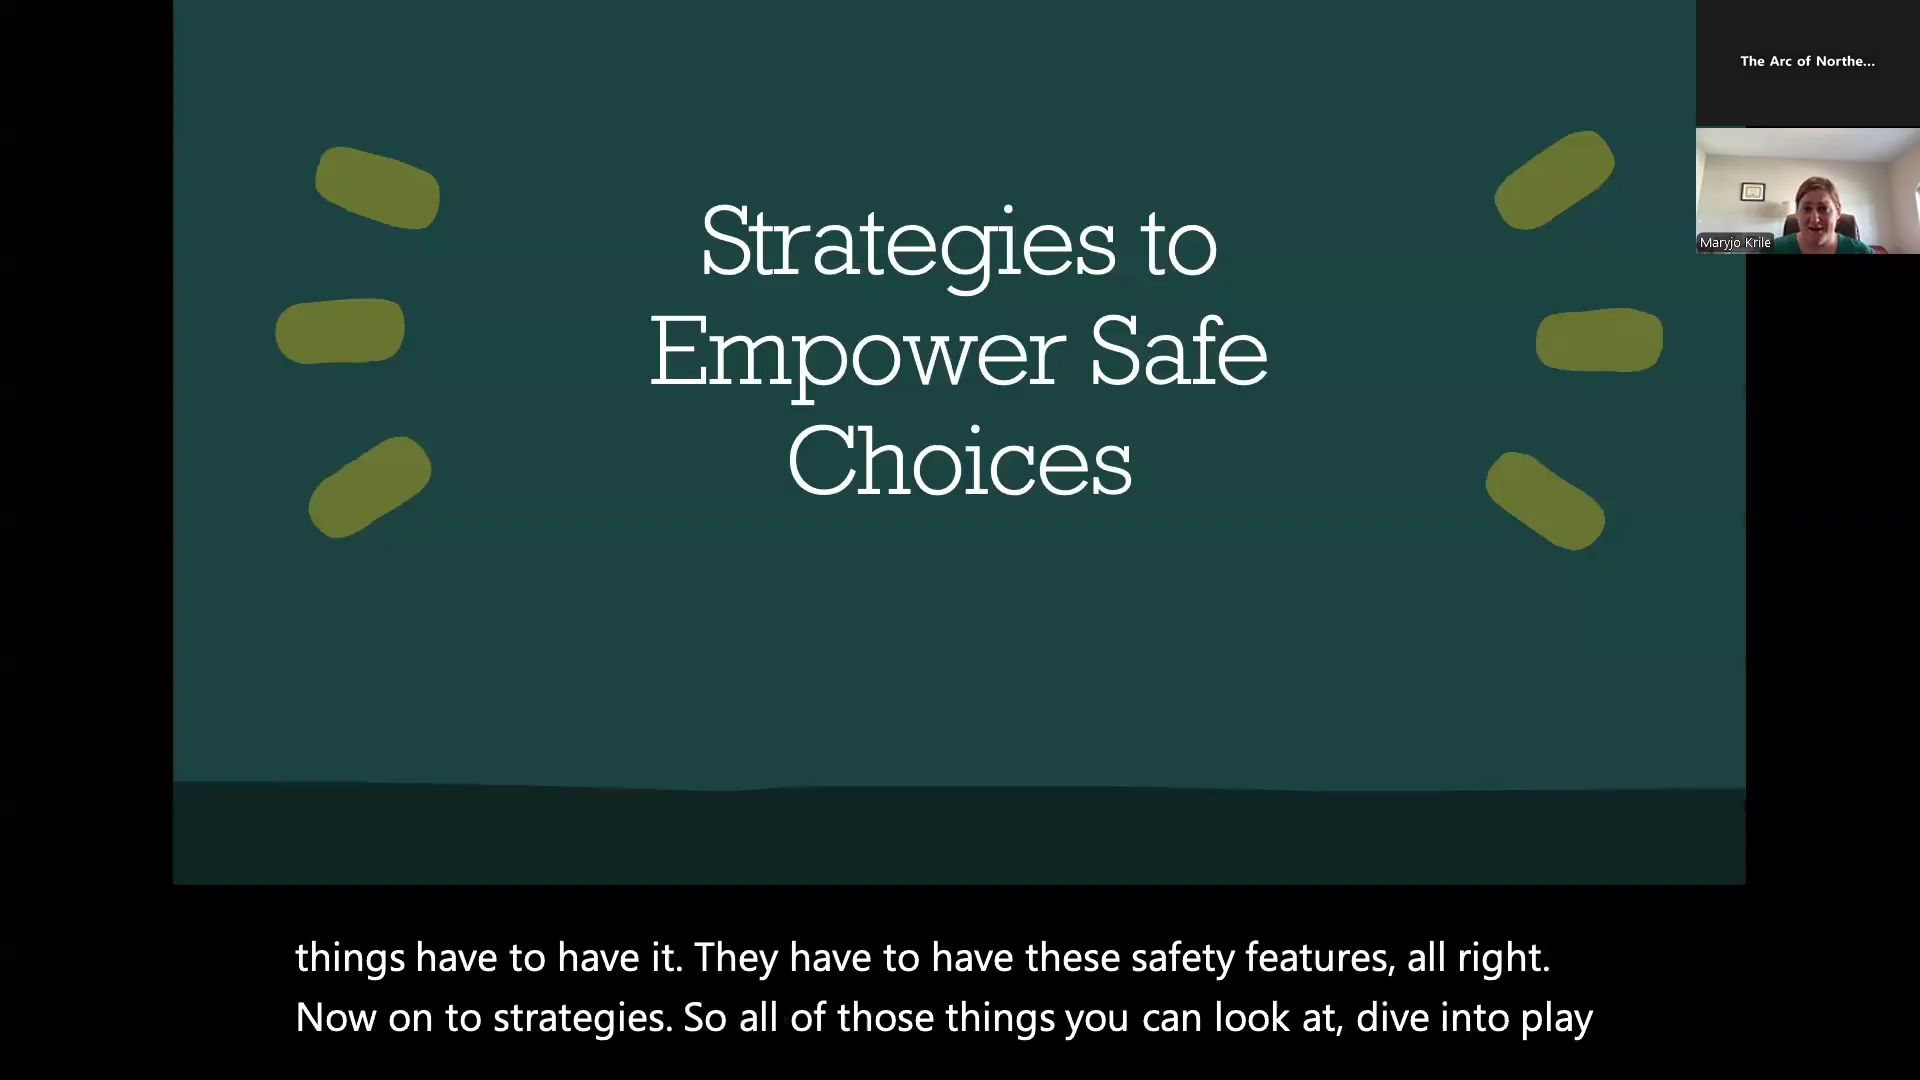 The Arc of Northe...
Maryjo Krile
Strategies to
Empower Safe
Choices
things have to have it. They have to have these safety features, all right.
Now on to strategies. So all of those things you can look at, dive into play